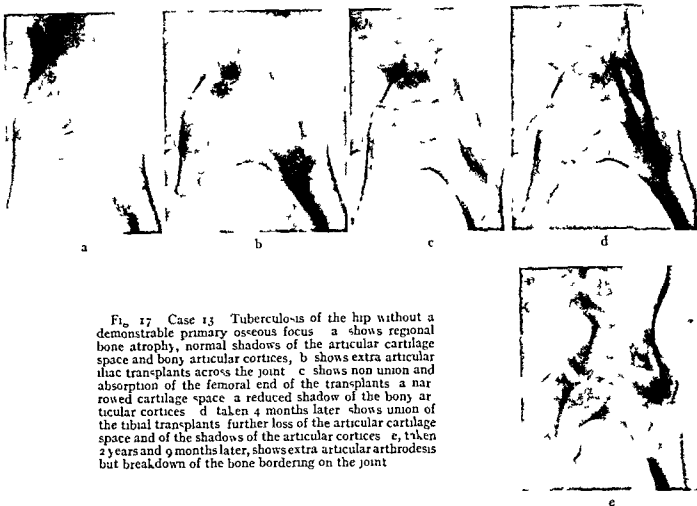 a
b
c
d
Fig 17 Case 13 Tuberculosis of the hip without a
demonstrable primary osseous focus a shows regional
bone atrophy, normal shadows of the articular cartilage
space and bony articular cortices, b shows extra articular
iliac transplants across the joint c shows non union and
absorption of the femoral end of the transplants a nar
rowed cartilage space a reduced shadow of the bony ar
ticular cortices d taken 4 months later shows union of
the tibial transplants further loss of the articular cartilage
space and of the shadows of the articular cortices e, taken
2 years and 9 months later, shows extra articular arthrodesis
but breakdown of the bone bordering on the joint
e